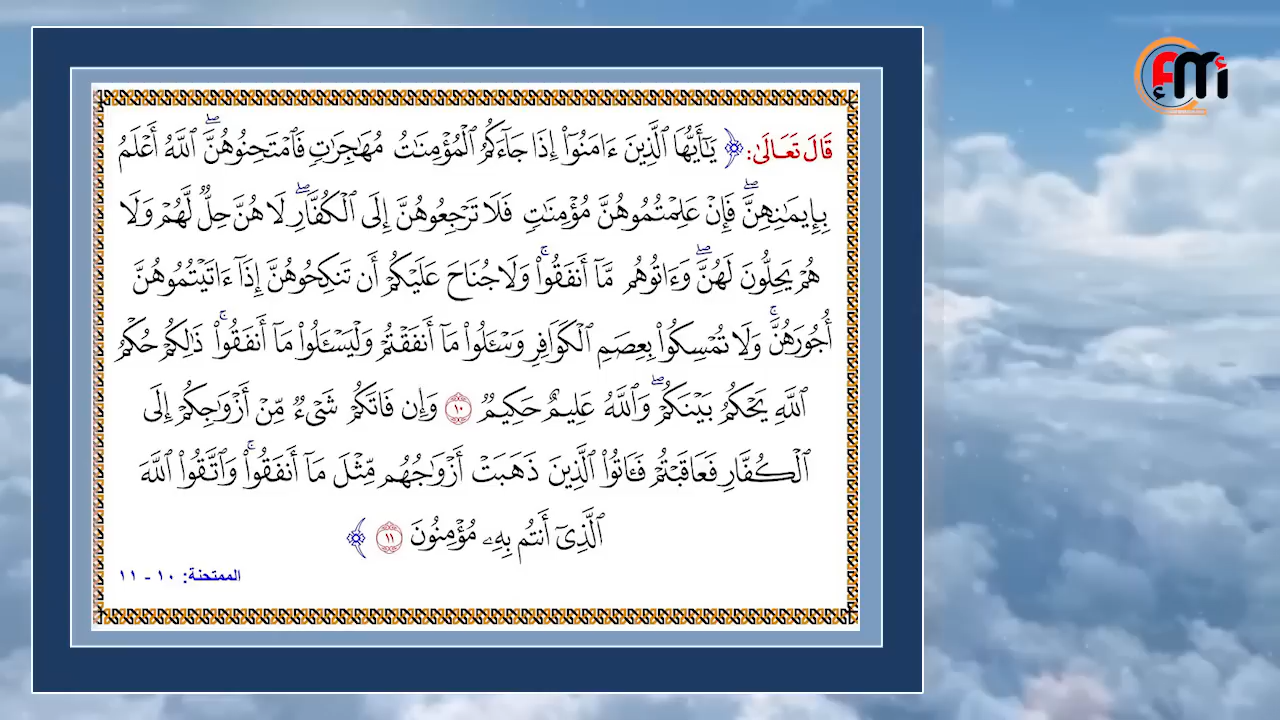 قَالَ تَعَالَىٰ: ﴿ يَـٰٓأَيُّهَا ٱلَّذِينَ ءَامَنُوٓا۟ إِذَا جَآءَكُمُ ٱلْمُؤْمِنَـٰتُ مُهَـٰجِرَٰتٍ فَٱمْتَحِنُوهُنَّ ۖ ٱللَّهُ أَعْلَمُ
بِإِيمَـٰنِهِنَّ ۖ فَإِنْ عَلِمْتُمُوهُنَّ مُؤْمِنَـٰتٍ فَلَا تَرْجِعُوهُنَّ إِلَى ٱلْكُفَّارِ ۖ لَا هُنَّ حِلٌّ لَّهُمْ وَلَا
هُمْ يَحِلُّونَ لَهُنَّ ۖ وَءَاتُوهُم مَّآ أَنفَقُوا۟ ۚ وَلَا جُنَاحَ عَلَيْكُمْ أَن تَنكِحُوهُنَّ إِذَآ ءَاتَيْتُمُوهُنَّ
أُجُورَهُنَّ ۚ وَلَا تُمْسِكُوا۟ بِعِصَمِ ٱلْكَوَافِرِ وَسْـَٔلُوا۟ مَآ أَنفَقْتُمْ وَلْيَسْـَٔلُوا۟ مَآ أَنفَقُوا۟ ۚ ذَٰلِكُمْ حُكْمُ
ٱللَّهِ يَحْكُمُ بَيْنَكُمْ ۖ وَٱللَّهُ عَلِيمٌ حَكِيمٌ ١٠ وَإِن فَاتَكُمْ شَىْءٌ مِّنْ أَزْوَٰجِكُمْ إِلَى
ٱلْكُفَّارِ فَعَاقَبْتُمْ فَـَٔاتُوا۟ ٱلَّذِينَ ذَهَبَتْ أَزْوَٰجُهُم مِّثْلَ مَآ أَنفَقُوا۟ ۚ وَٱتَّقُوا۟ ٱللَّهَ
ٱلَّذِىٓ أَنتُم بِهِۦ مُؤْمِنُونَ ١١ ﴾
الممتحنة: ١٠ - ١١